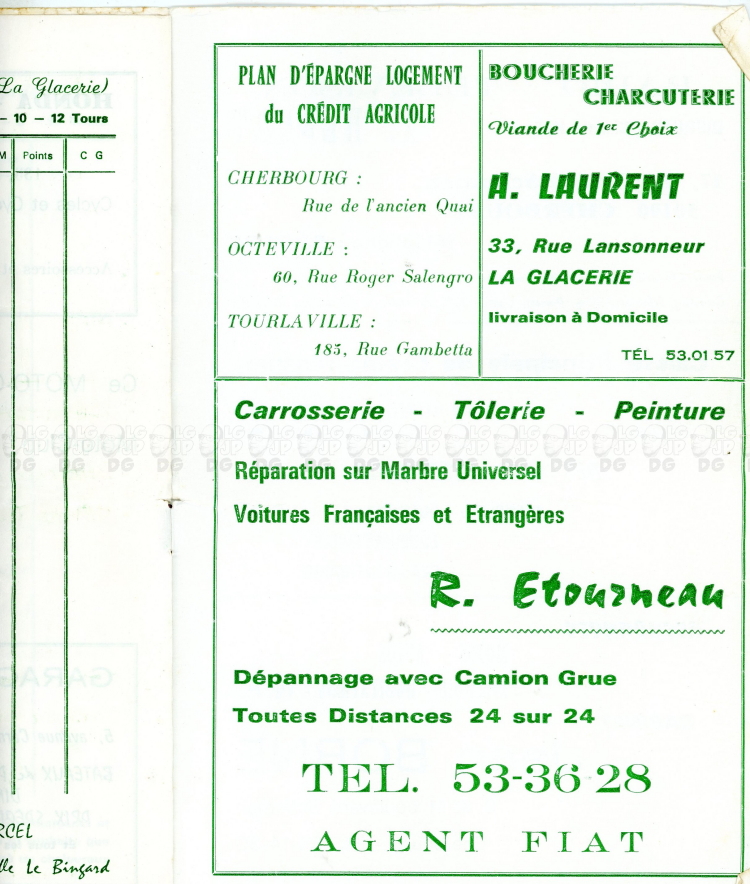 La Glacerie)
– 10 – 12 Tours
M Points C G
RCEL
lle Le Bingard
PLAN D'ÉPARGNE LOGEMENT
du CRÉDIT AGRICOLE
CHERBOURG :
Rue de l'ancien Quai
OCTEVILLE :
60, Rue Roger Salengro
TOURLAVILLE :
185, Rue Gambetta
BOUCHERIE
CHARCUTERIE
Viande de 1er Choix
A. LAURENT
33, Rue Lansonneur
LA GLACERIE
livraison à Domicile
TÉL 53.01.57
Carrosserie - Tôlerie - Peinture
Réparation sur Marbre Universel
Voitures Françaises et Etrangères
R. Etourneau
Dépannage avec Camion Grue
Toutes Distances 24 sur 24
TEL. 53-36-28
AGENT FIAT